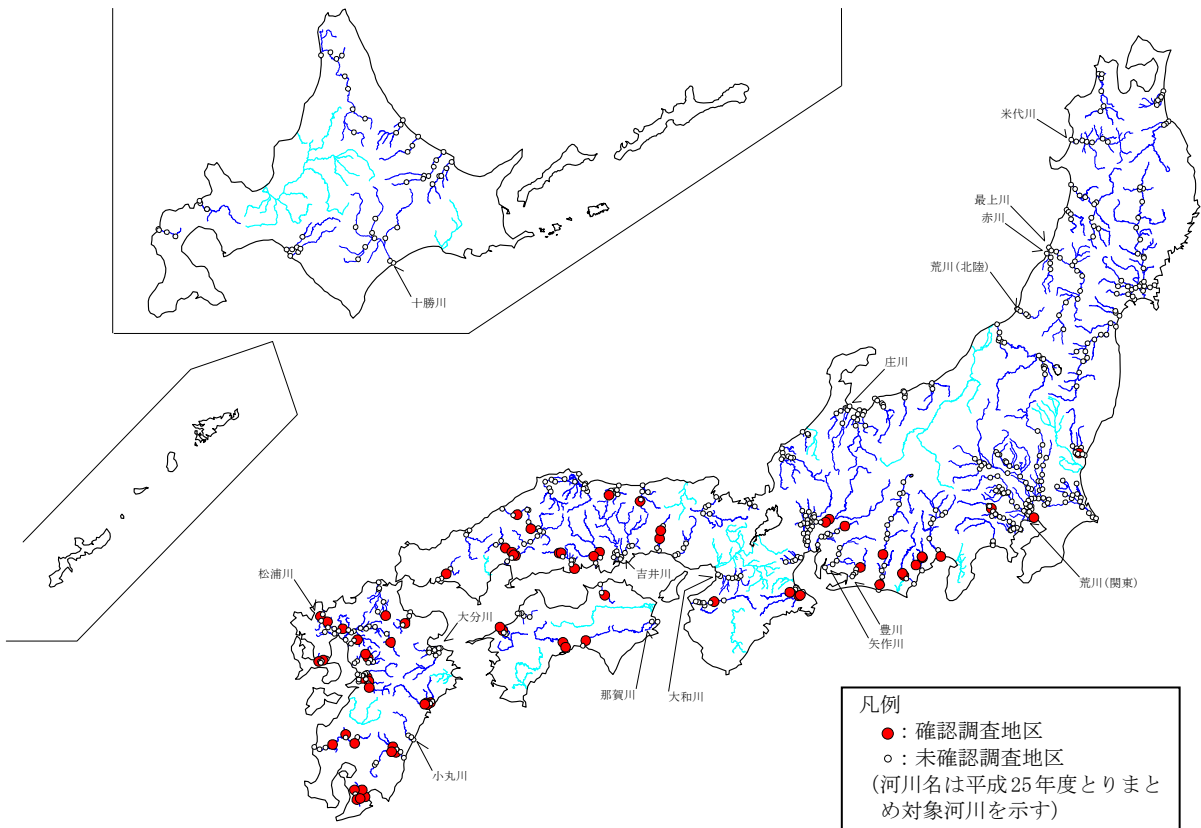 米代川
最上川
赤川
荒川(北陸)
十勝川
庄川
松浦川
大分川
吉井川
荒川(関東)
豊川
矢作川
那賀川
大和川
小丸川
凡例
●：確認調査地区
○：未確認調査地区
(河川名は平成25年度とりまと
め対象河川を示す)